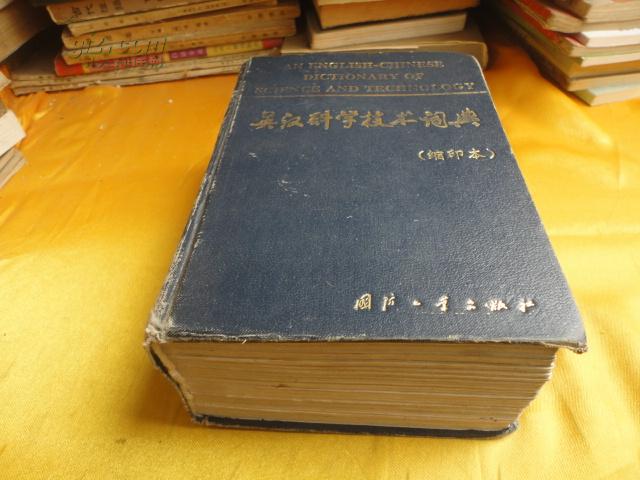 AN ENGLISH-CHINESE
DICTIONARY OF
SCIENCE AND TECHNOLOGY
英汉科学技术词典
(缩印本)
国防工业出版社